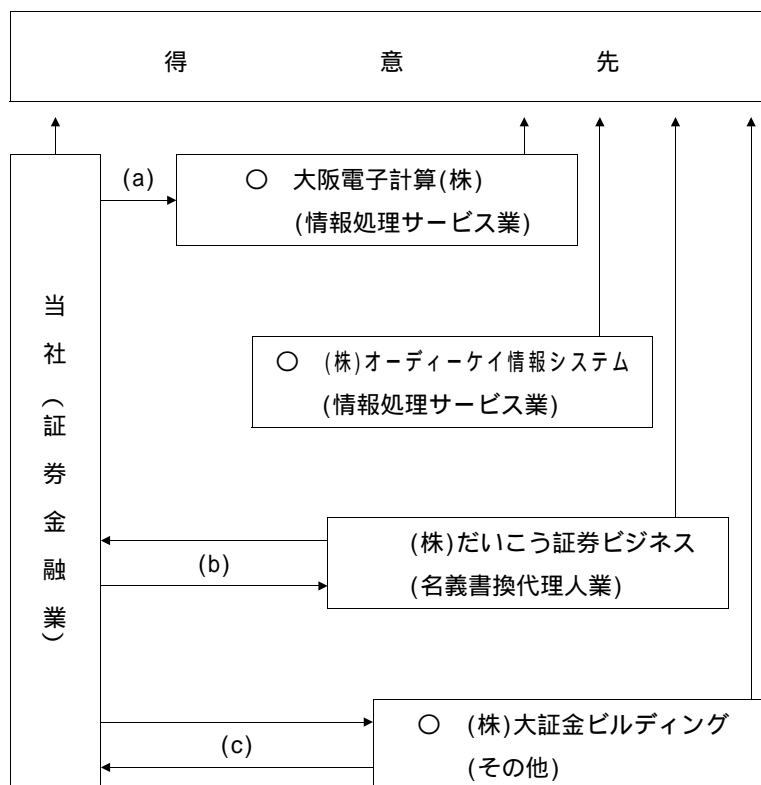 得意先
(a)
○ 大阪電子計算(株)
(情報処理サービス業)
当社(証券金融業)
○ (株)オーディーケイ情報システム
(情報処理サービス業)
(株)だいこう証券ビジネス
(b)
(名義書換代理人業)
○ (株)大証金ビルディング
(c)
(その他)